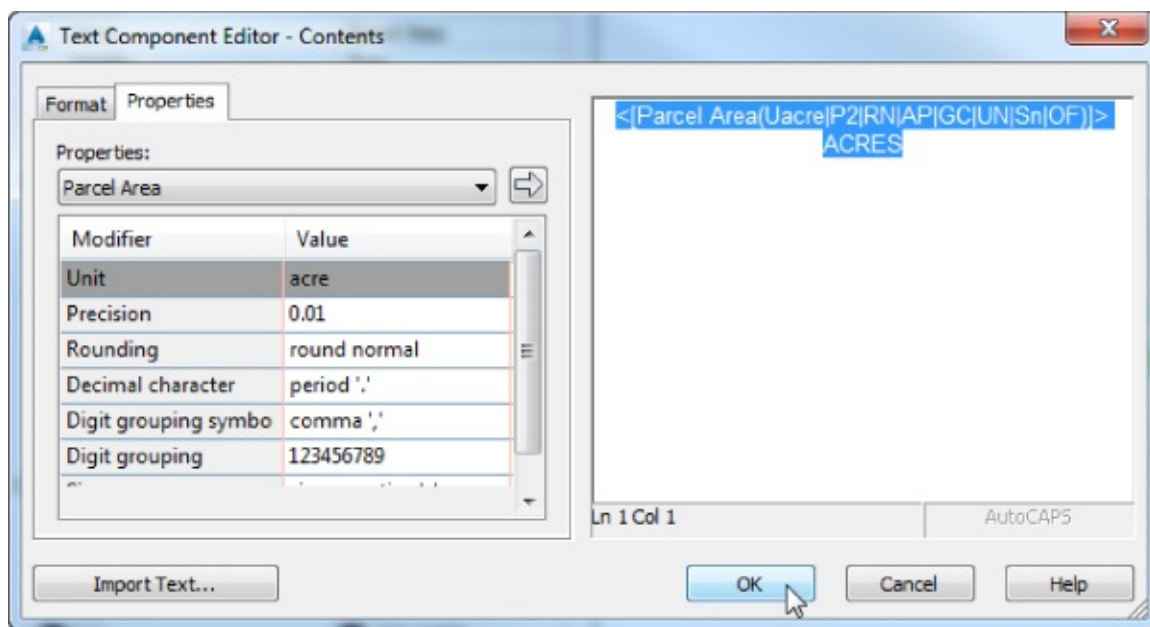 Text Component Editor - Contents
Format Properties
Properties:
Parcel Area
Modifier Value
Unit acre
Precision 0.01
Rounding round normal
Decimal character period '.'
Digit grouping symbo comma ','
Digit grouping 123456789
<[Parcel Area(Uacre|P2|RN|AP|GC|UN|Sn|OF)]>
ACRES
Ln 1 Col 1 AutoCAPS
Import Text... OK Cancel Help